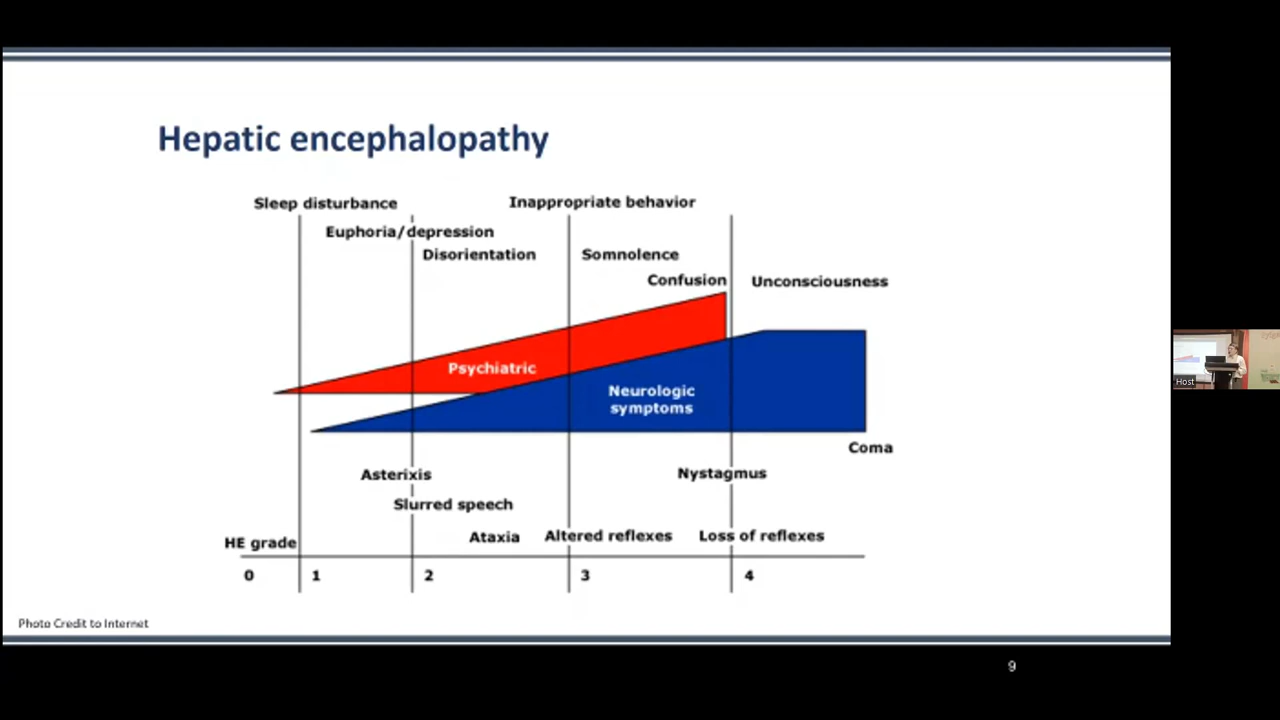 Hepatic encephalopathy
Sleep disturbance
Inappropriate behavior
Euphoria/depression
Disorientation
Somnolence
Confusion
Unconsciousness
Psychiatric
Neurologic
symptoms
Coma
Asterixis
Nystagmus
Slurred speech
Ataxia
Altered reflexes
Loss of reflexes
HE grade
0 1 2 3 4
Photo Credit to Internet
9
Host